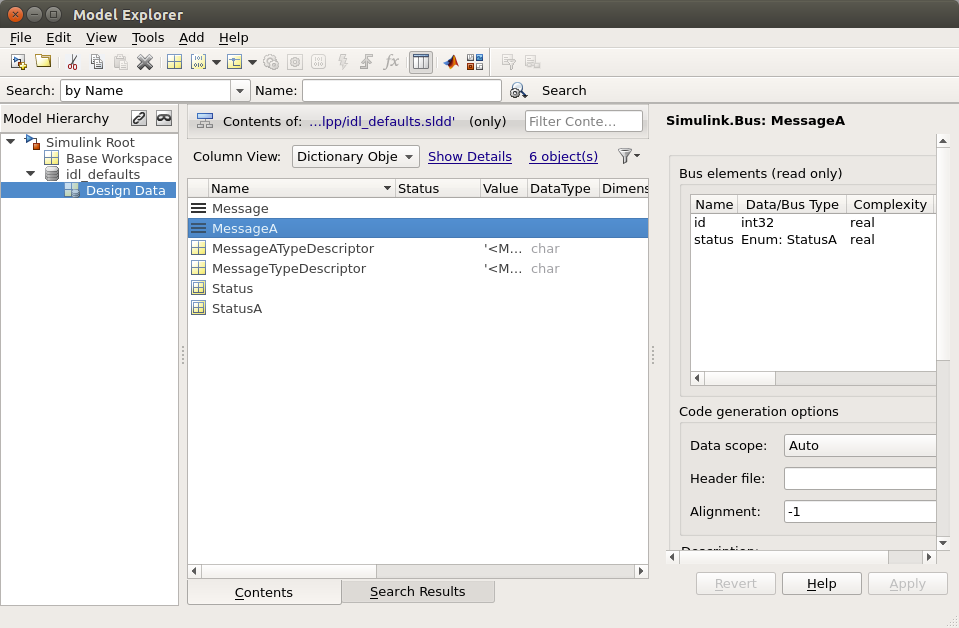 Model Explorer
File Edit View Tools Add Help
fx
Search: by Name Name: Search
Model Hierarchy
Simulink Root
Base Workspace
idl_defaults
Design Data
Contents of: ...lpp/idl_defaults.sldd' (only) Filter Conte...
Column View: Dictionary Obje Show Details 6 object(s)
Name Status Value DataType Dimens
Message
MessageA
MessageATypeDescriptor '<M... char
MessageTypeDescriptor '<M... char
Status
StatusA
Contents Search Results
Simulink.Bus: MessageA
Bus elements (read only)
Name Data/Bus Type Complexity
id int32 real
status Enum: StatusA real
Code generation options
Data scope: Auto
Header file:
Alignment: -1
Description:
Revert Help Apply